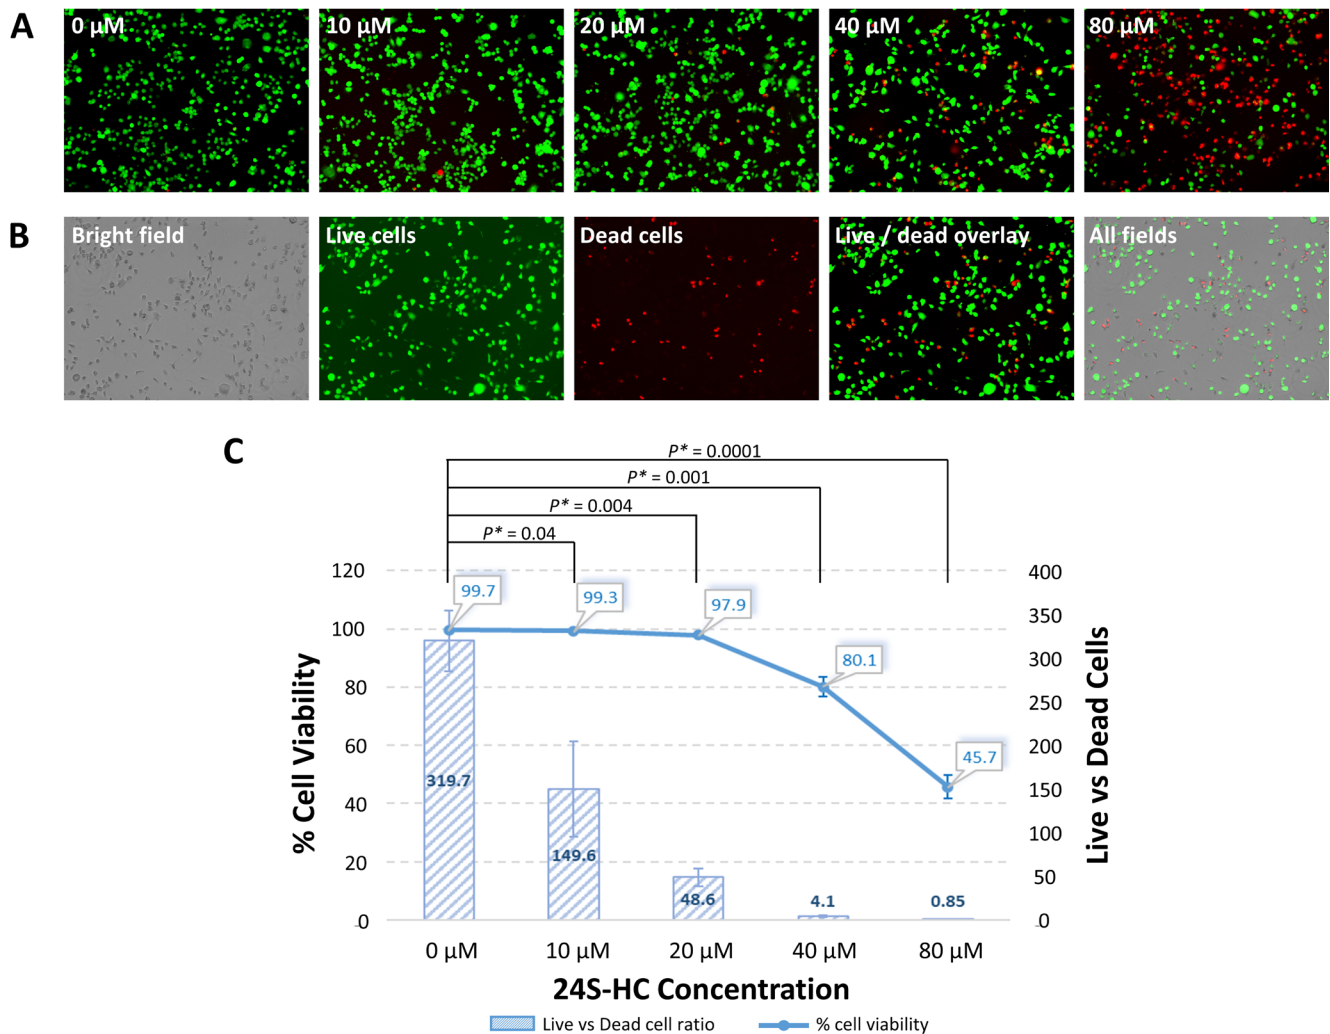 A
0 µM
10 µM
20 µM
40 µM
80 µM
B
Bright field
Live cells
Dead cells
Live / dead overlay
All fields
C
P* = 0.0001
P* = 0.001
P* = 0.004
P* = 0.04
% Cell Viability
120
100
80
60
40
20
0
99.7
99.3
97.9
80.1
45.7
319.7
149.6
48.6
4.1
0.85
400
350
300
250
200
150
100
50
0
Live vs Dead Cells
0 µM
10 µM
20 µM
40 µM
80 µM
24S-HC Concentration
Live vs Dead cell ratio
% cell viability